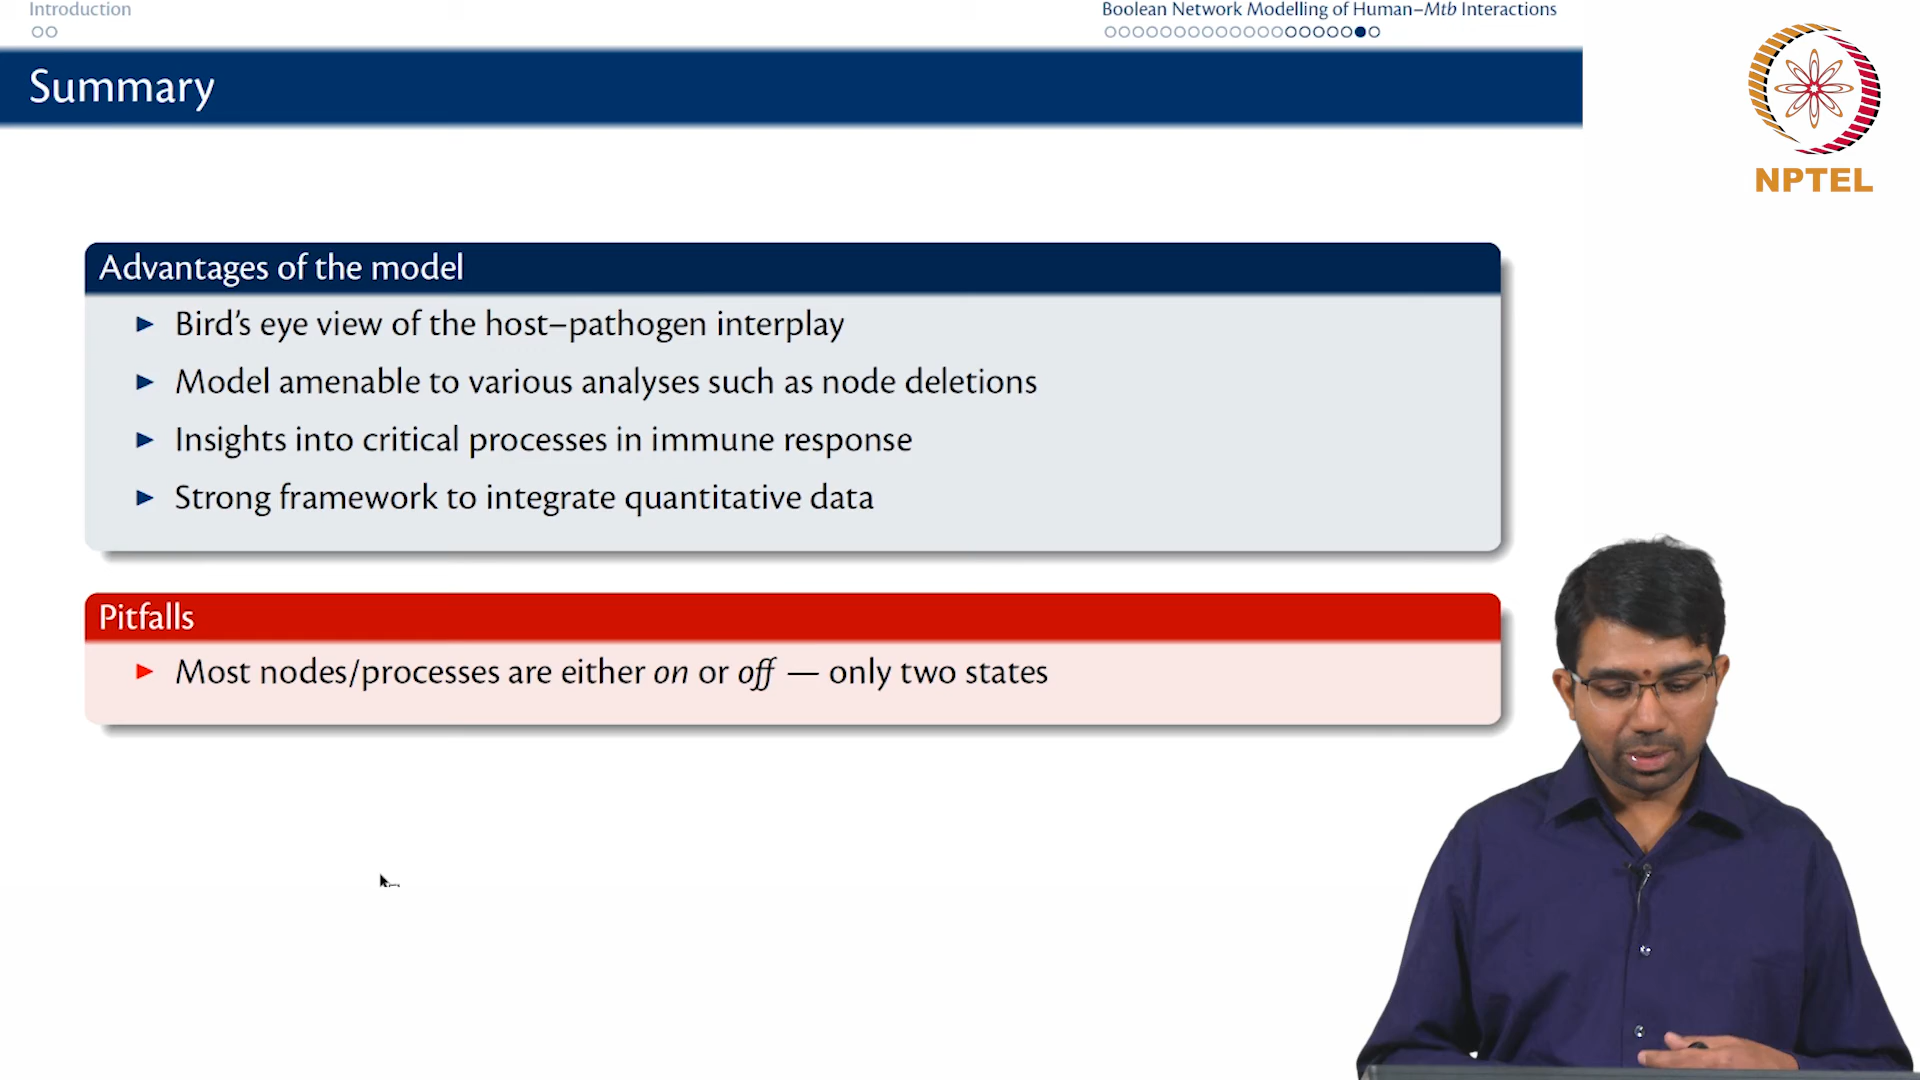 Introduction
Boolean Network Modelling of Human–Mtb Interactions
Summary
NPTEL
Advantages of the model
Bird's eye view of the host–pathogen interplay
Model amenable to various analyses such as node deletions
Insights into critical processes in immune response
Strong framework to integrate quantitative data
Pitfalls
Most nodes/processes are either on or off — only two states